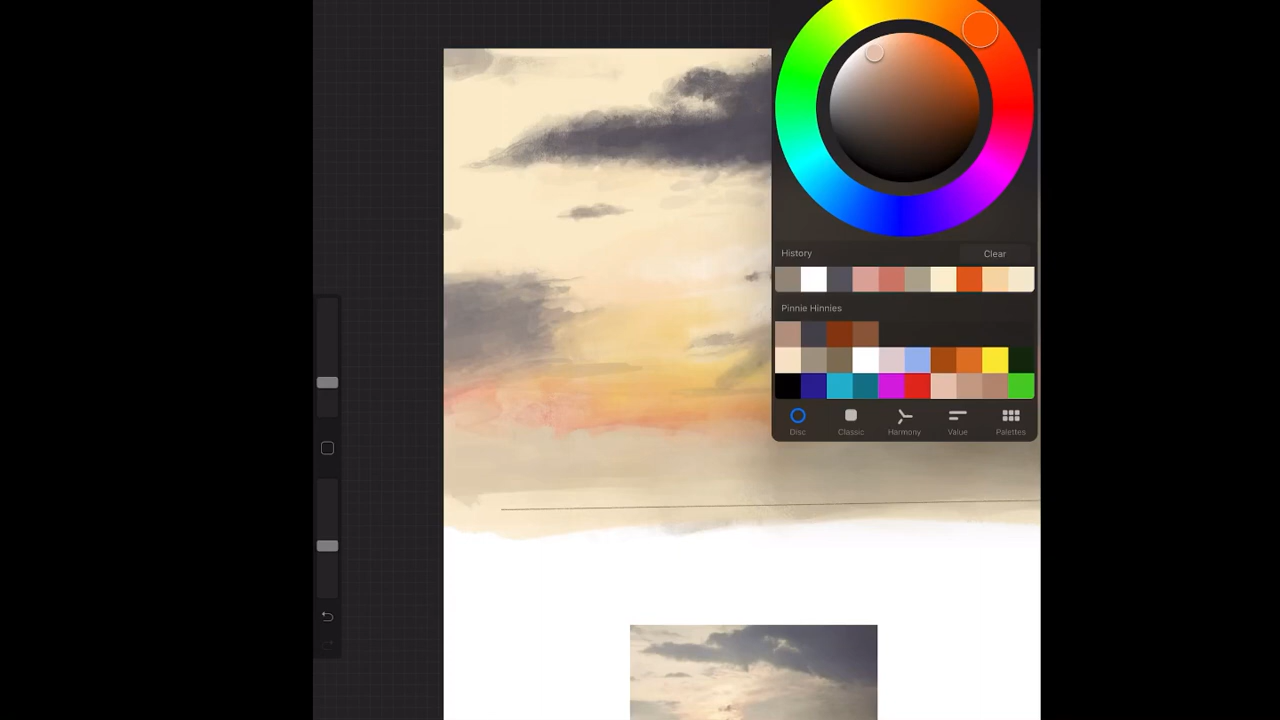 History
Clear
Pinnie Hinnies
Disc
Classic
Harmony
Value
Palettes